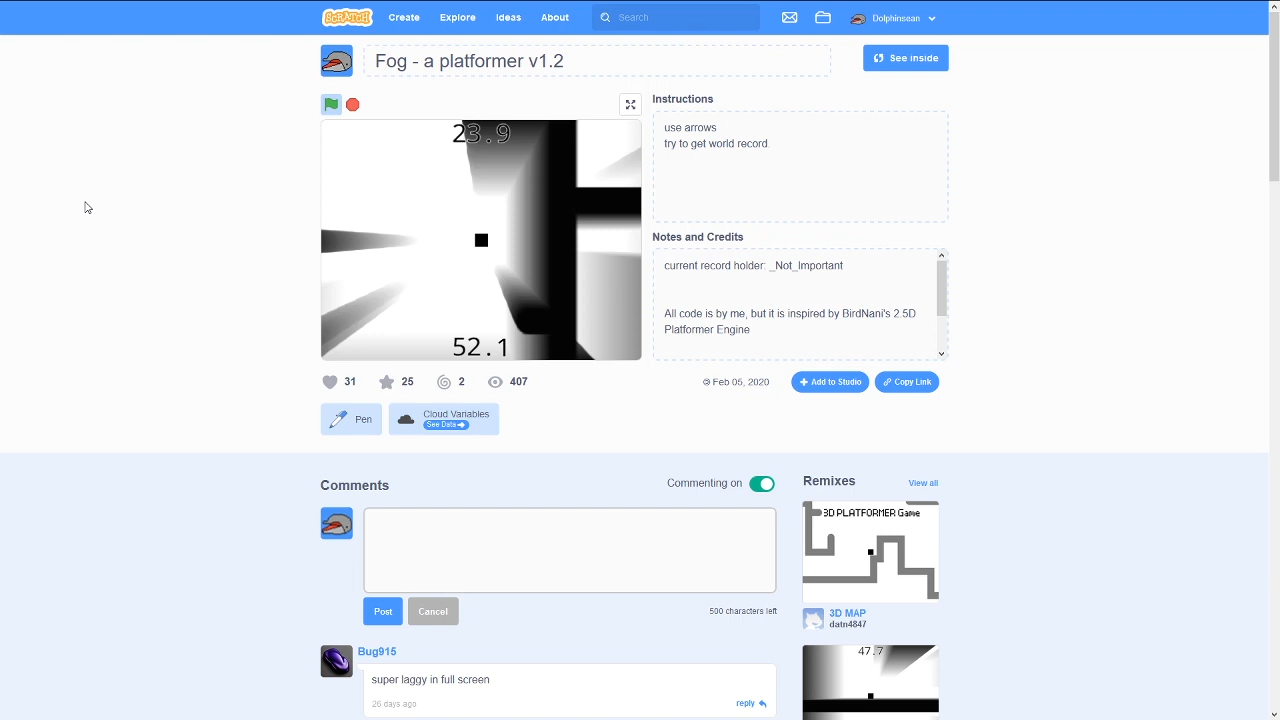 SCRATCH Create Explore Ideas About Search Dolphinsean
Fog - a platformer v1.2
See inside
Instructions
use arrows
try to get world record.
23.9
52.1
Notes and Credits
current record holder: _Not_Important
All code is by me, but it is inspired by BirdNani's 2.5D
Platformer Engine
31 25 2 407
Feb 05, 2020
Add to Studio
Copy Link
Pen
Cloud Variables
See Data
Comments
Commenting on
Post
Cancel
500 characters left
Bug915
super laggy in full screen
26 days ago
reply
Remixes
View all
3D PLATFORMER Game
3D MAP
datn4847
47.7